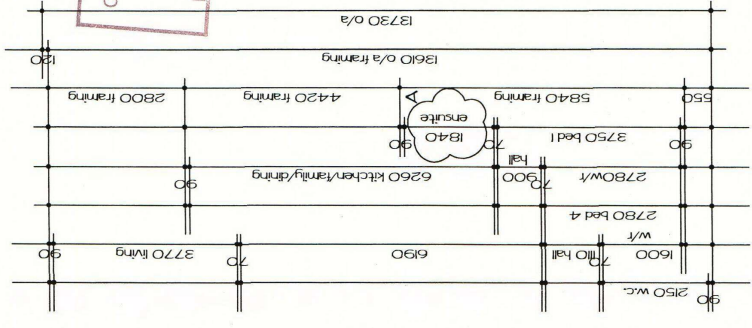 90 2150 w.c.
1600 70 1110 hall 6190 70 3770 living 90
w/r
2780 bed 4
2780 w/r 70 900 6260 kitchen/family/dining 90
hall
90 3750 bed 1 70 1840 90
ensuite
550 5840 framing A 4420 framing 2800 framing
13610 o/a framing 120
13730 o/a